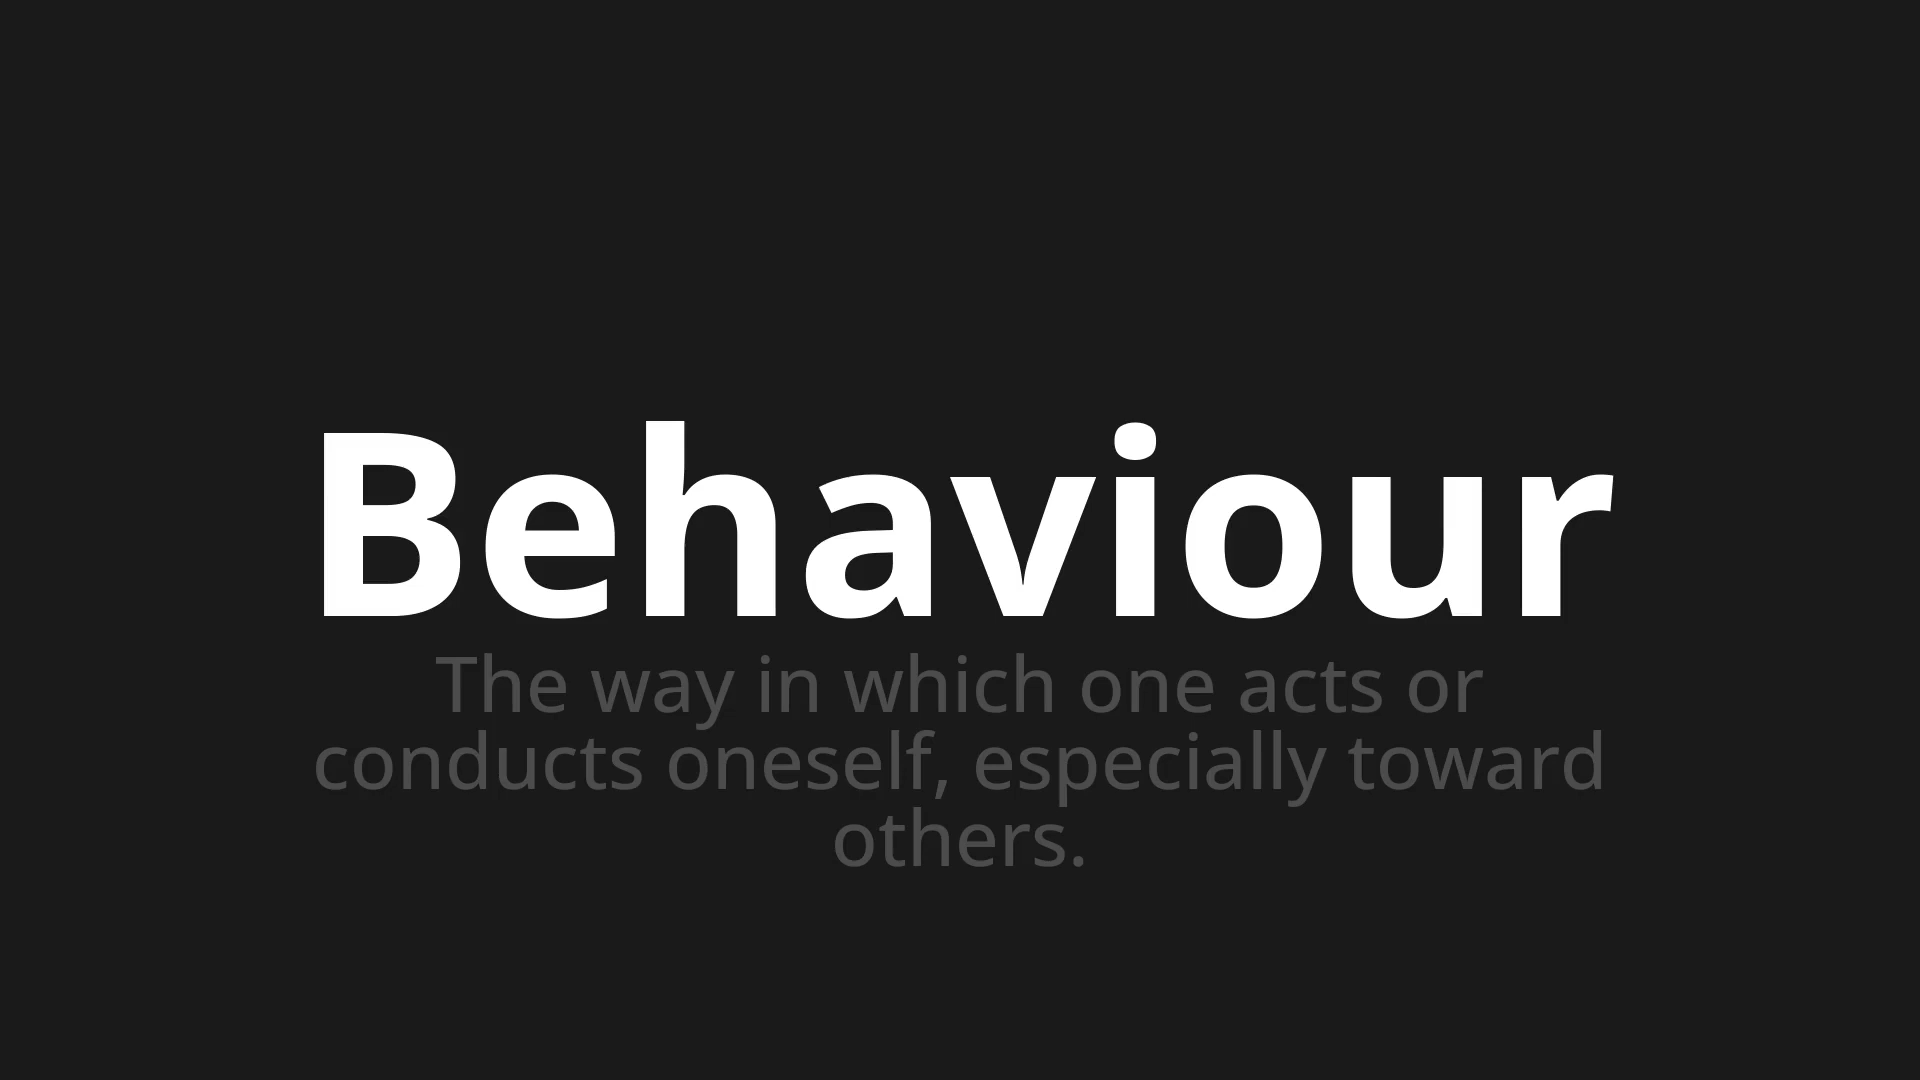 Behaviour
The way in which one acts or
conducts oneself, especially toward
others.